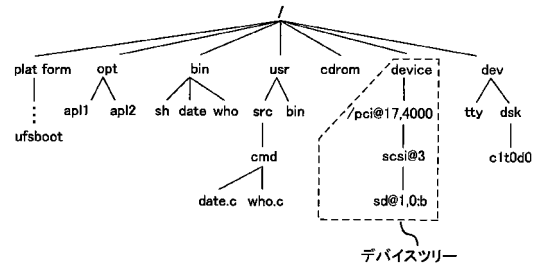 /
plat form opt bin usr cdrom device dev
apl1 apl2 sh date who src bin /pci@17,4000 tty dsk
ufsboot
cmd scsi@3 c1t0d0
date.c who.c sd@1,0:b
デバイスツリー